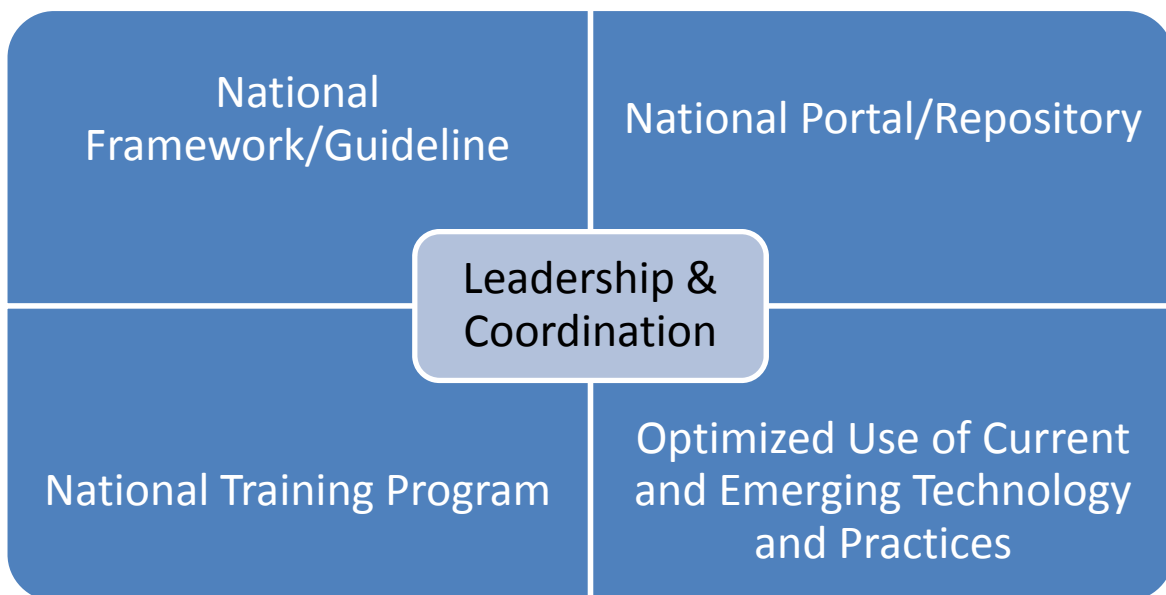 National
Framework/Guideline
National Portal/Repository
Leadership &
Coordination
National Training Program
Optimized Use of Current
and Emerging Technology
and Practices